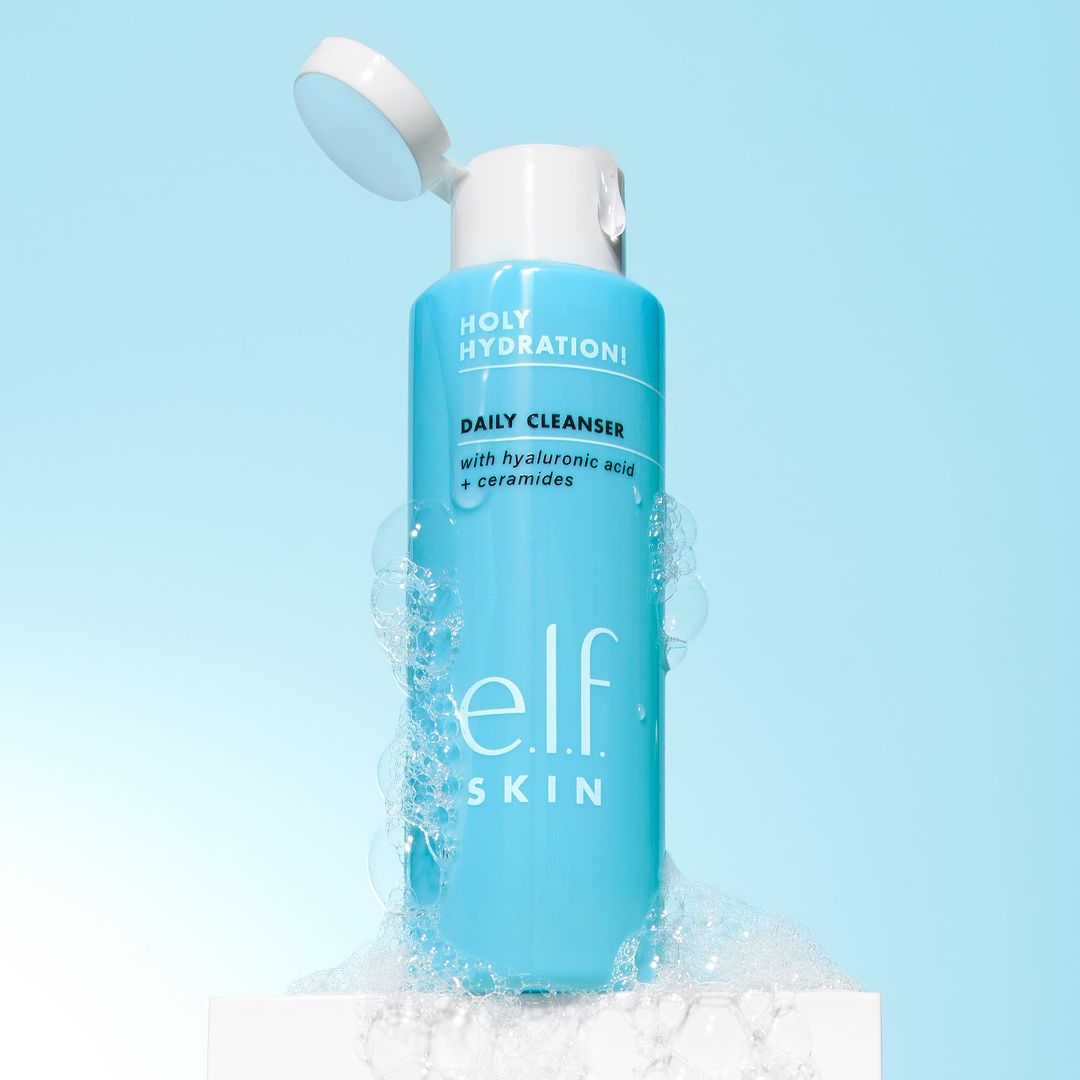 HOLY
HYDRATION!
DAILY CLEANSER
with hyaluronic acid
+ ceramides
e.l.f.
SKIN